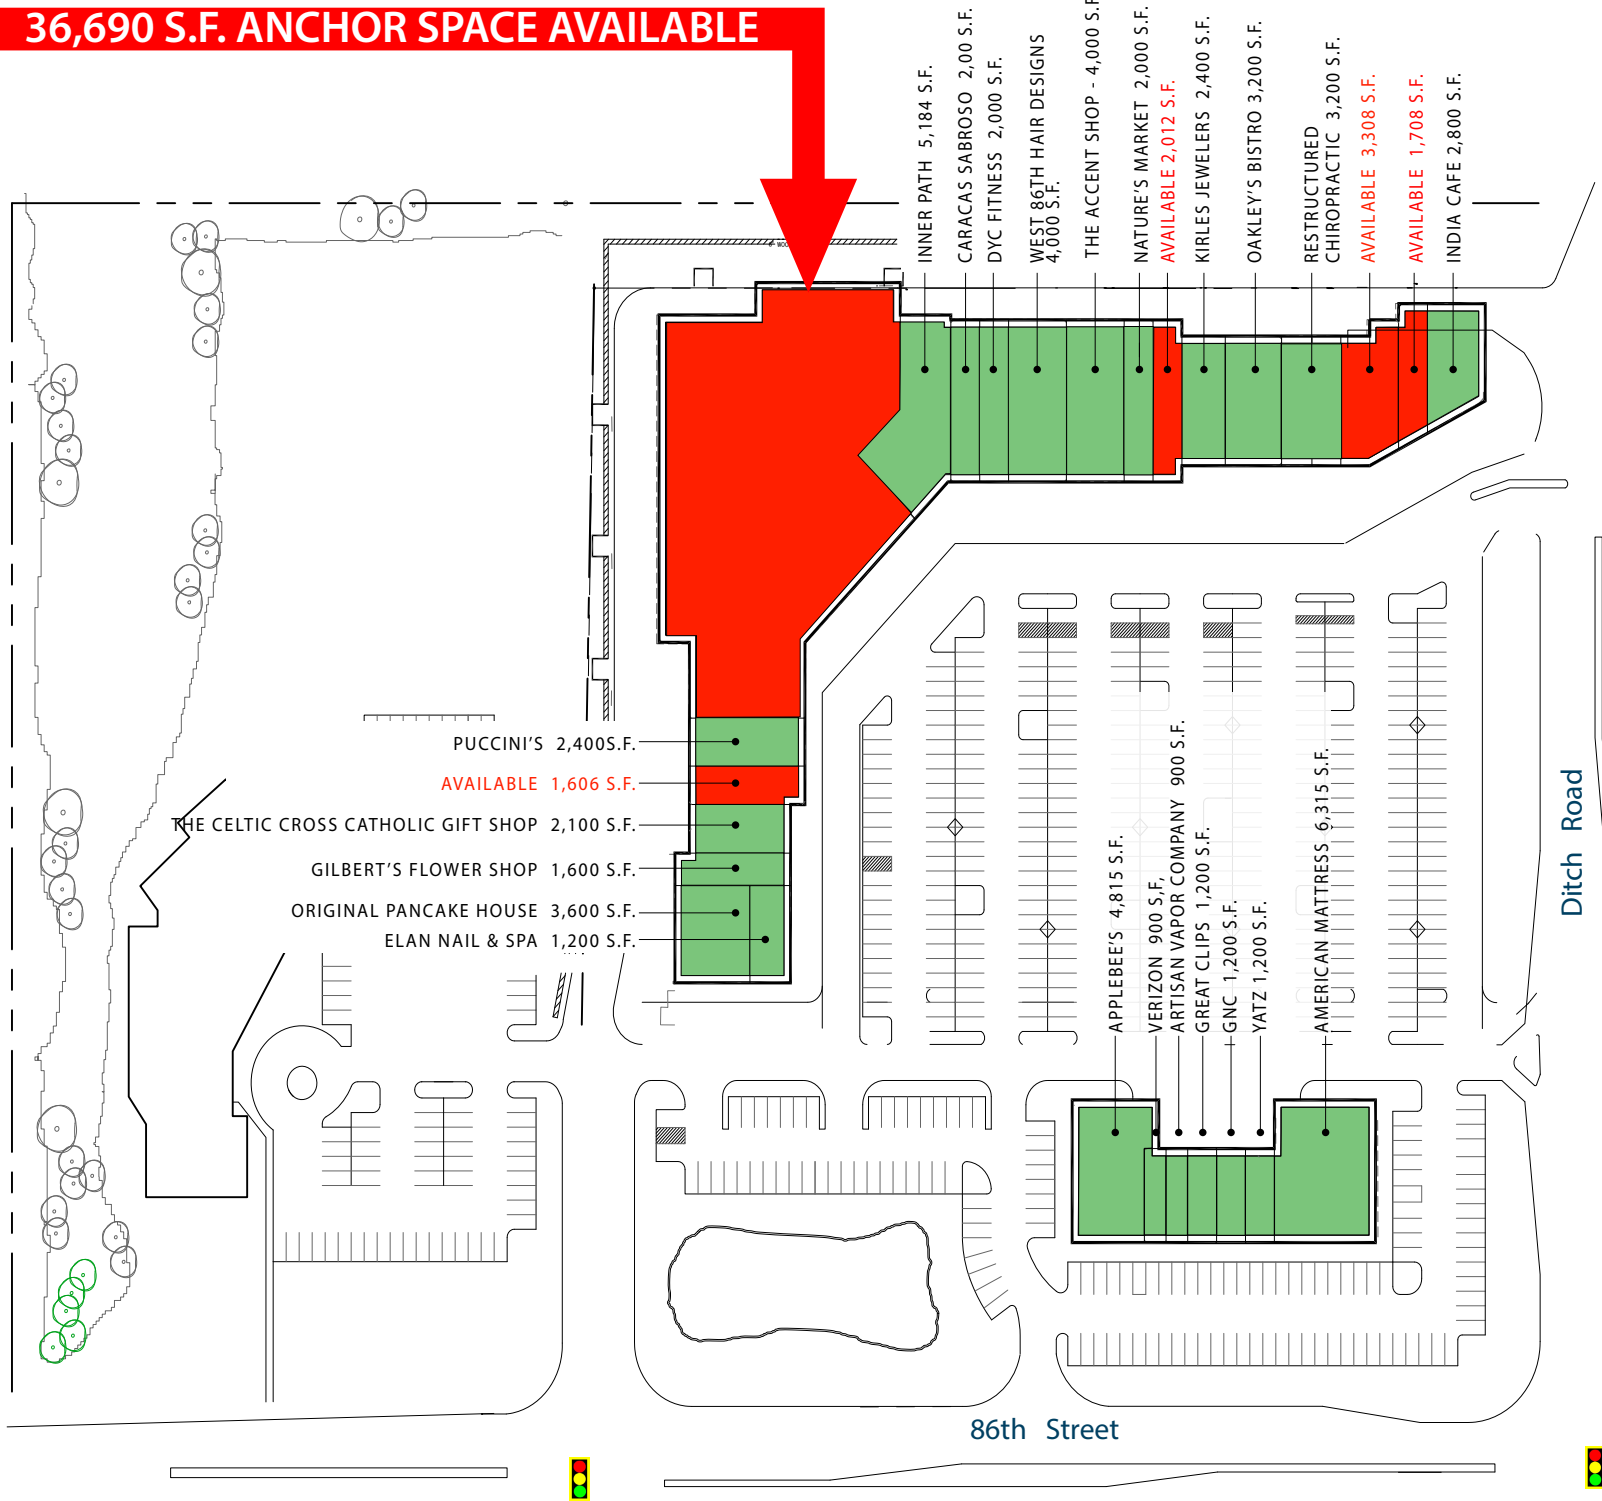 36,690 S.F. ANCHOR SPACE AVAILABLE
INNER PATH 5,184 S.F.
CARACAS SABROSO 2,00 S.F.
DYC FITNESS 2,000 S.F.
WEST 86TH HAIR DESIGNS
4,000 S.F.
THE ACCENT SHOP - 4,000 S.F.
NATURE'S MARKET 2,000 S.F.
AVAILABLE 2,012 S.F.
KIRLES JEWELERS 2,400 S.F.
OAKLEY'S BISTRO 3,200 S.F.
RESTRUCTURED
CHIROPRACTIC 3,200 S.F.
AVAILABLE 3,308 S.F.
AVAILABLE 1,708 S.F.
INDIA CAFE 2,800 S.F.
PUCCINI'S 2,400S.F.
AVAILABLE 1,606 S.F.
THE CELTIC CROSS CATHOLIC GIFT SHOP 2,100 S.F.
GILBERT'S FLOWER SHOP 1,600 S.F.
ORIGINAL PANCAKE HOUSE 3,600 S.F.
ELAN NAIL & SPA 1,200 S.F.
APPLEBEE'S 4,815 S.F.
VERIZON 900 S,F,
ARTISAN VAPOR COMPANY 900 S.F.
GREAT CLIPS 1,200 S.F.
GNC 1,200 S.F.
YATZ 1,200 S.F.
AMERICAN MATTRESS 6,315 S.F.
Ditch Road
86th Street